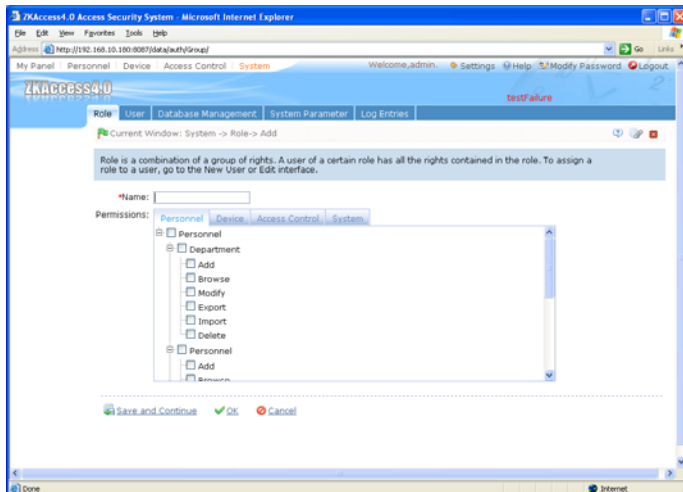 ZKAccess4.0 Access Security System - Microsoft Internet Explorer
File Edit View Favorites Tools Help
Address http://192.168.10.180:8087/data/auth/Group/ Go Links
My Panel Personnel Device Access Control System Welcome,admin. Settings Help Modify Password Logout
ZKAccess4.0
testFailure
Role User Database Management System Parameter Log Entries
Current Window: System -> Role-> Add
Role is a combination of a group of rights. A user of a certain role has all the rights contained in the role. To assign a
role to a user, go to the New User or Edit interface.
*Name:
Permissions: Personnel Device Access Control System
Personnel
Department
Add
Browse
Modify
Export
Import
Delete
Personnel
Add
Browse
Save and Continue OK Cancel
Done Internet